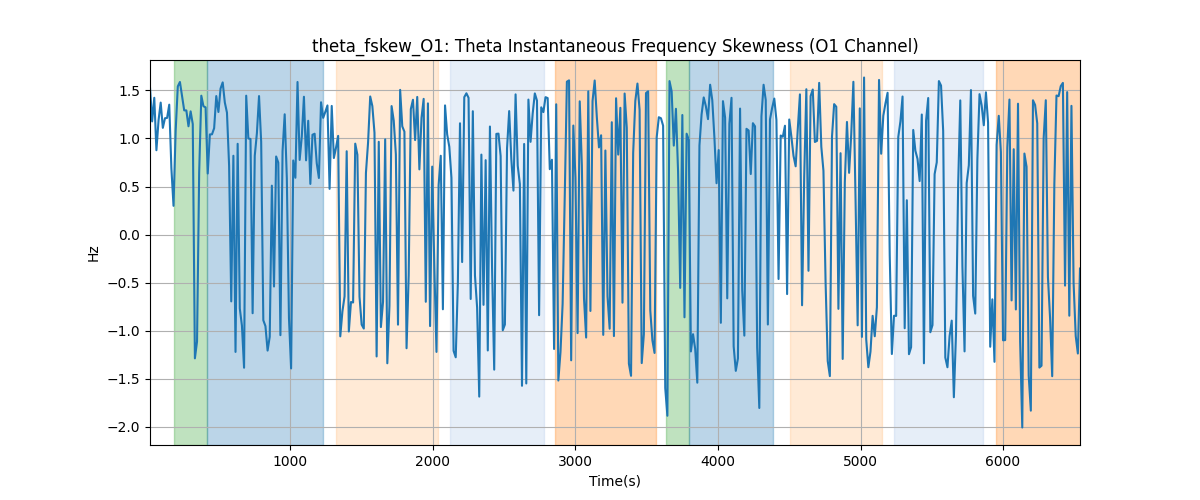 theta_fskew_O1: Theta Instantaneous Frequency Skewness (O1 Channel)
1.5
1.0
0.5
0.0
−0.5
−1.0
−1.5
−2.0
Hz
1000 2000 3000 4000 5000 6000
Time(s)